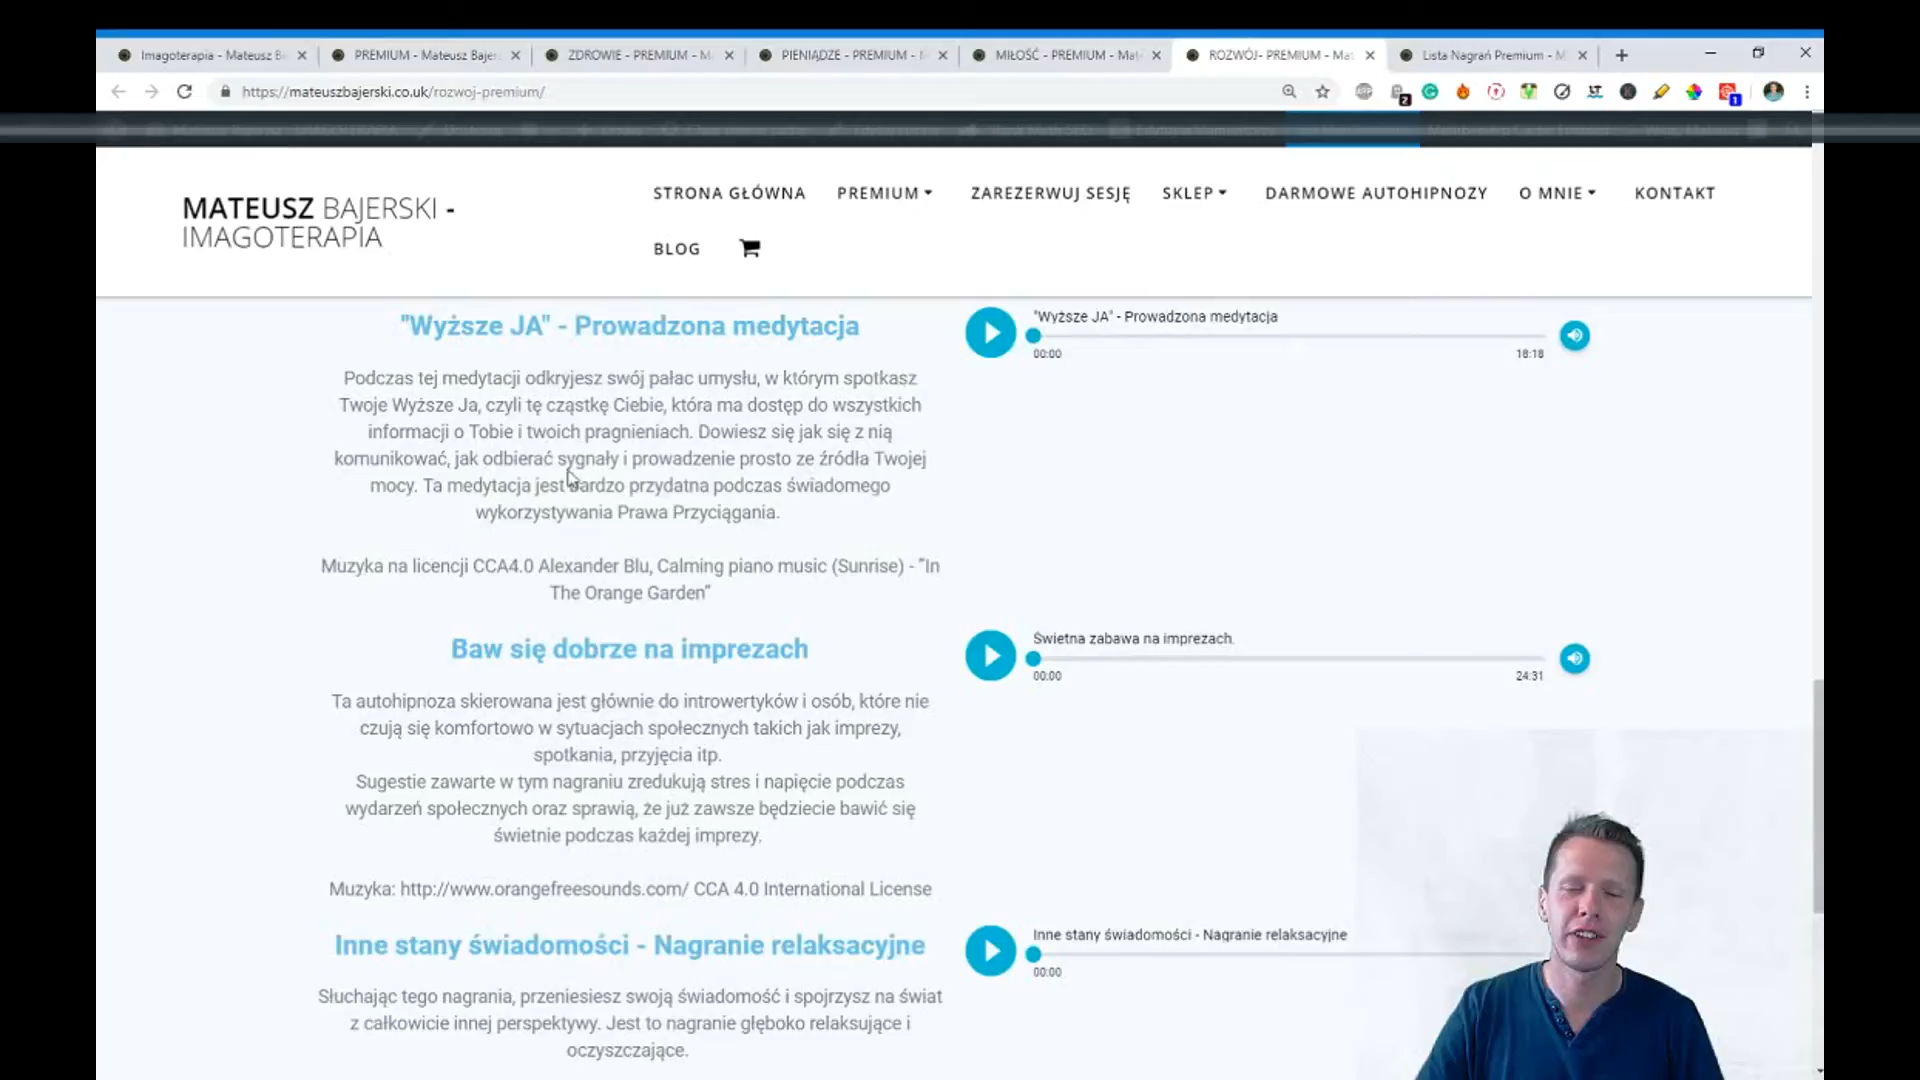 Imagoterapia - Mateusz B
PREMIUM - Mateusz Bajer
ZDROWIE - PREMIUM - M
PIENIĄDZE - PREMIUM -
MIŁOŚĆ - PREMIUM - Mat
ROZWÓJ- PREMIUM - Ma
Lista Nagrań Premium - M
https://mateuszbajerski.co.uk/rozwoj-premium/
2
1
MATEUSZ BAJERSKI -
IMAGOTERAPIA
STRONA GŁÓWNA
PREMIUM
ZAREZERWUJ SESJĘ
SKLEP
DARMOWE AUTOHIPNOZY
O MNIE
KONTAKT
BLOG
"Wyższe JA" - Prowadzona medytacja
Podczas tej medytacji odkryjesz swój pałac umysłu, w którym spotkasz
Twoje Wyższe Ja, czyli tę cząstkę Ciebie, która ma dostęp do wszystkich
informacji o Tobie i twoich pragnieniach. Dowiesz się jak się z nią
komunikować, jak odbierać sygnały i prowadzenie prosto ze źródła Twojej
mocy. Ta medytacja jest bardzo przydatna podczas świadomego
wykorzystywania Prawa Przyciągania.
Muzyka na licencji CCA4.0 Alexander Blu, Calming piano music (Sunrise) - "In
The Orange Garden"
"Wyższe JA" - Prowadzona medytacja
00:00
18:18
Baw się dobrze na imprezach
Ta autohipnoza skierowana jest głównie do introwertyków i osób, które nie
czują się komfortowo w sytuacjach społecznych takich jak imprezy,
spotkania, przyjęcia itp.
Sugestie zawarte w tym nagraniu zredukują stres i napięcie podczas
wydarzeń społecznych oraz sprawią, że już zawsze będziecie bawić się
świetnie podczas każdej imprezy.
Muzyka: http://www.orangefreesounds.com/ CCA 4.0 International License
Świetna zabawa na imprezach.
00:00
24:31
Inne stany świadomości - Nagranie relaksacyjne
Słuchając tego nagrania, przeniesiesz swoją świadomość i spojrzysz na świat
z całkowicie innej perspektywy. Jest to nagranie głęboko relaksujące i
oczyszczające.
Inne stany świadomości - Nagranie relaksacyjne
00:00